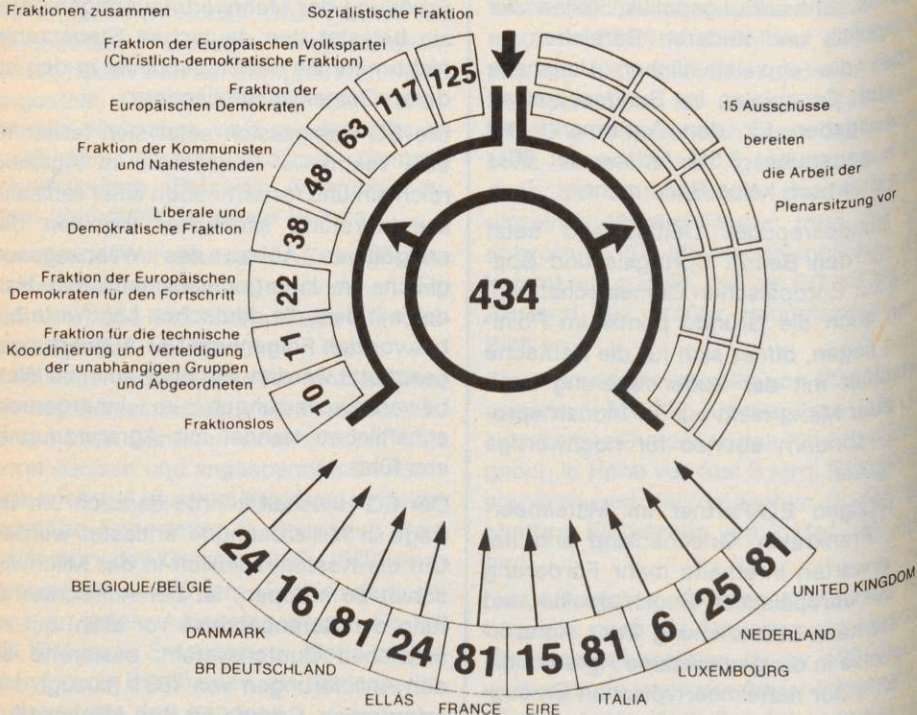 Fraktionenzusammen
Sozialistische Fraktion
Fraktion der Europäischen Volkspartei
(Christlich-demokratische Fraktion)
Fraktion der
Europäischen Demokraten
Fraktion der Kommunisten
und Nahestehenden
Liberale und
Demokratische Fraktion
Fraktion der Europäischen
Demokraten für den Fortschritt
Fraktion für die technische
Koordinierung und Verteidigung
der unabhängigen Gruppen
und Abgeordneten
Fraktionslos
125
117
63
48
38
22
11
10
434
15 Ausschüsse
bereiten
die Arbeit der
Plenarsitzung vor
24
16
81
24
81
15
81
6
25
81
BELGIQUE/BELGIË
DANMARK
BR DEUTSCHLAND
ELLAS
FRANCE
EIRE
ITALIA
LUXEMBOURG
NEDERLAND
UNITED KINGDOM